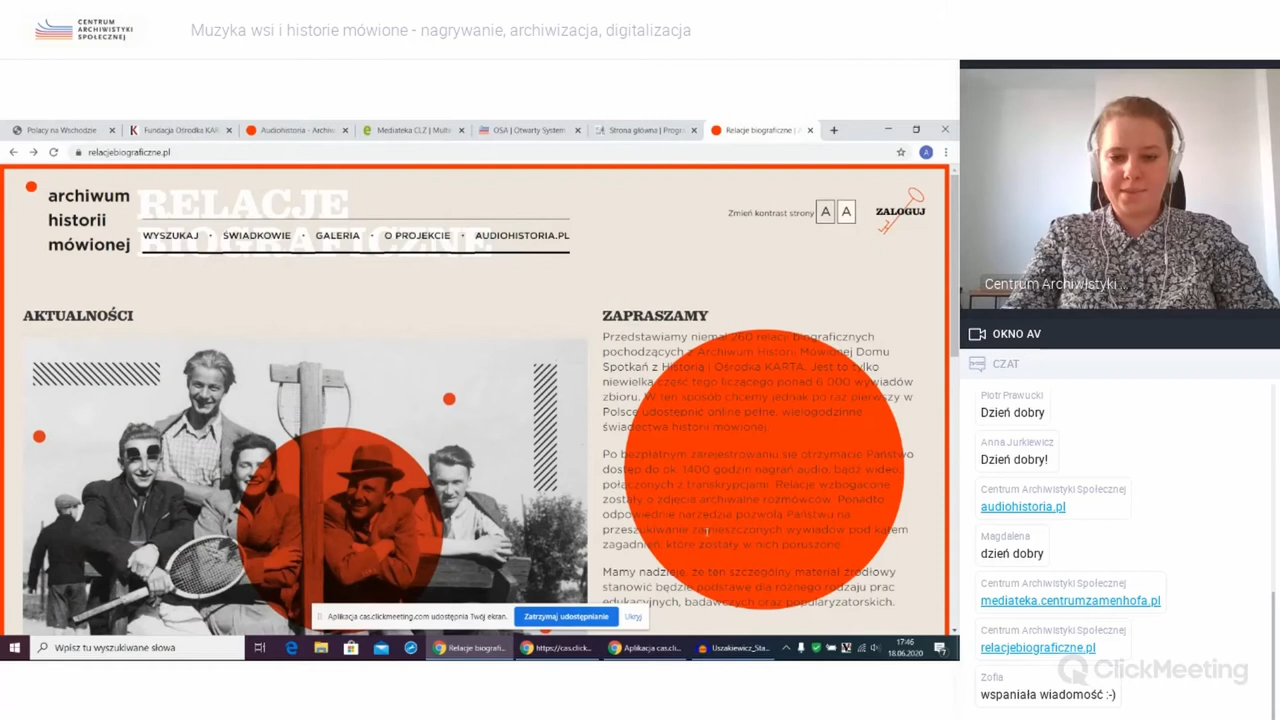 CENTRUM
ARCHIWISTYKI
SPOŁECZNEJ
Muzyka wsi i historie mówione - nagrywanie, archiwizacja, digitalizacja
Polacy na Wschodzie
Fundacja Ośrodka KAR
Audiohistoria - Archiw
Mediateka CLZ | Multi
OSA | Otwarty System
Strona główna | Progr
Relacje biograficzne |
relacjebiograficzne.pl
archiwum
historii
mówionej
RELACJE
BIOGRAFICZNE
WYSZUKAJ • ŚWIADKOWIE • GALERIA • O PROJEKCIE • AUDIOHISTORIA.PL
Zmień kontrast strony A A
ZALOGUJ
AKTUALNOŚCI
ZAPRASZAMY
Przedstawiamy niemal 260 relacji biograficznych
pochodzących z Archiwum Historii Mówionej Domu
Spotkań z Historią i Ośrodka KARTA. Jest to tylko
niewielka część tego liczącego ponad 6 000 wywiadów
zbioru. W ten sposób chcemy jednak po raz pierwszy w
Polsce udostępnić online pełne, wielogodzinne
świadectwa historii mówionej.
Po bezpłatnym zarejestrowaniu się otrzymacie Państwo
dostęp do ok. 1400 godzin nagrań audio, bądź wideo,
połączonych z transkrypcjami. Relacje wzbogacone
zostały o zdjęcia archiwalne rozmówców. Ponadto
odpowiednie narzędzia pozwolą Państwu na
przeszukiwanie zamieszczonych wywiadów pod kątem
zagadnień, które zostały w nich poruszone.
Mamy nadzieję, że ten szczególny materiał źródłowy
stanowić będzie podstawę dla różnego rodzaju prac
edukacyjnych, badawczych oraz popularyzatorskich.
Aplikacja cas.clickmeeting.com udostępnia Twój ekran.
Zatrzymaj udostępnianie
Ukryj
Wpisz tu wyszukiwane słowa
Relacje biografi...
https://cas.click...
Aplikacja cas.cli...
Uszakiewicz_Sta...
17:46
18.06.2020
Centrum Archiwistyki ...
OKNO AV
CZAT
Piotr Prawucki
Dzień dobry
Anna Jurkiewicz
Dzień dobry!
Centrum Archiwistyki Społecznej
audiohistoria.pl
Magdalena
dzień dobry
Centrum Archiwistyki Społecznej
mediateka.centrumzamenhofa.pl
Centrum Archiwistyki Społecznej
relacjebiograficzne.pl
Zofia
wspaniała wiadomość :-)
ClickMeeting